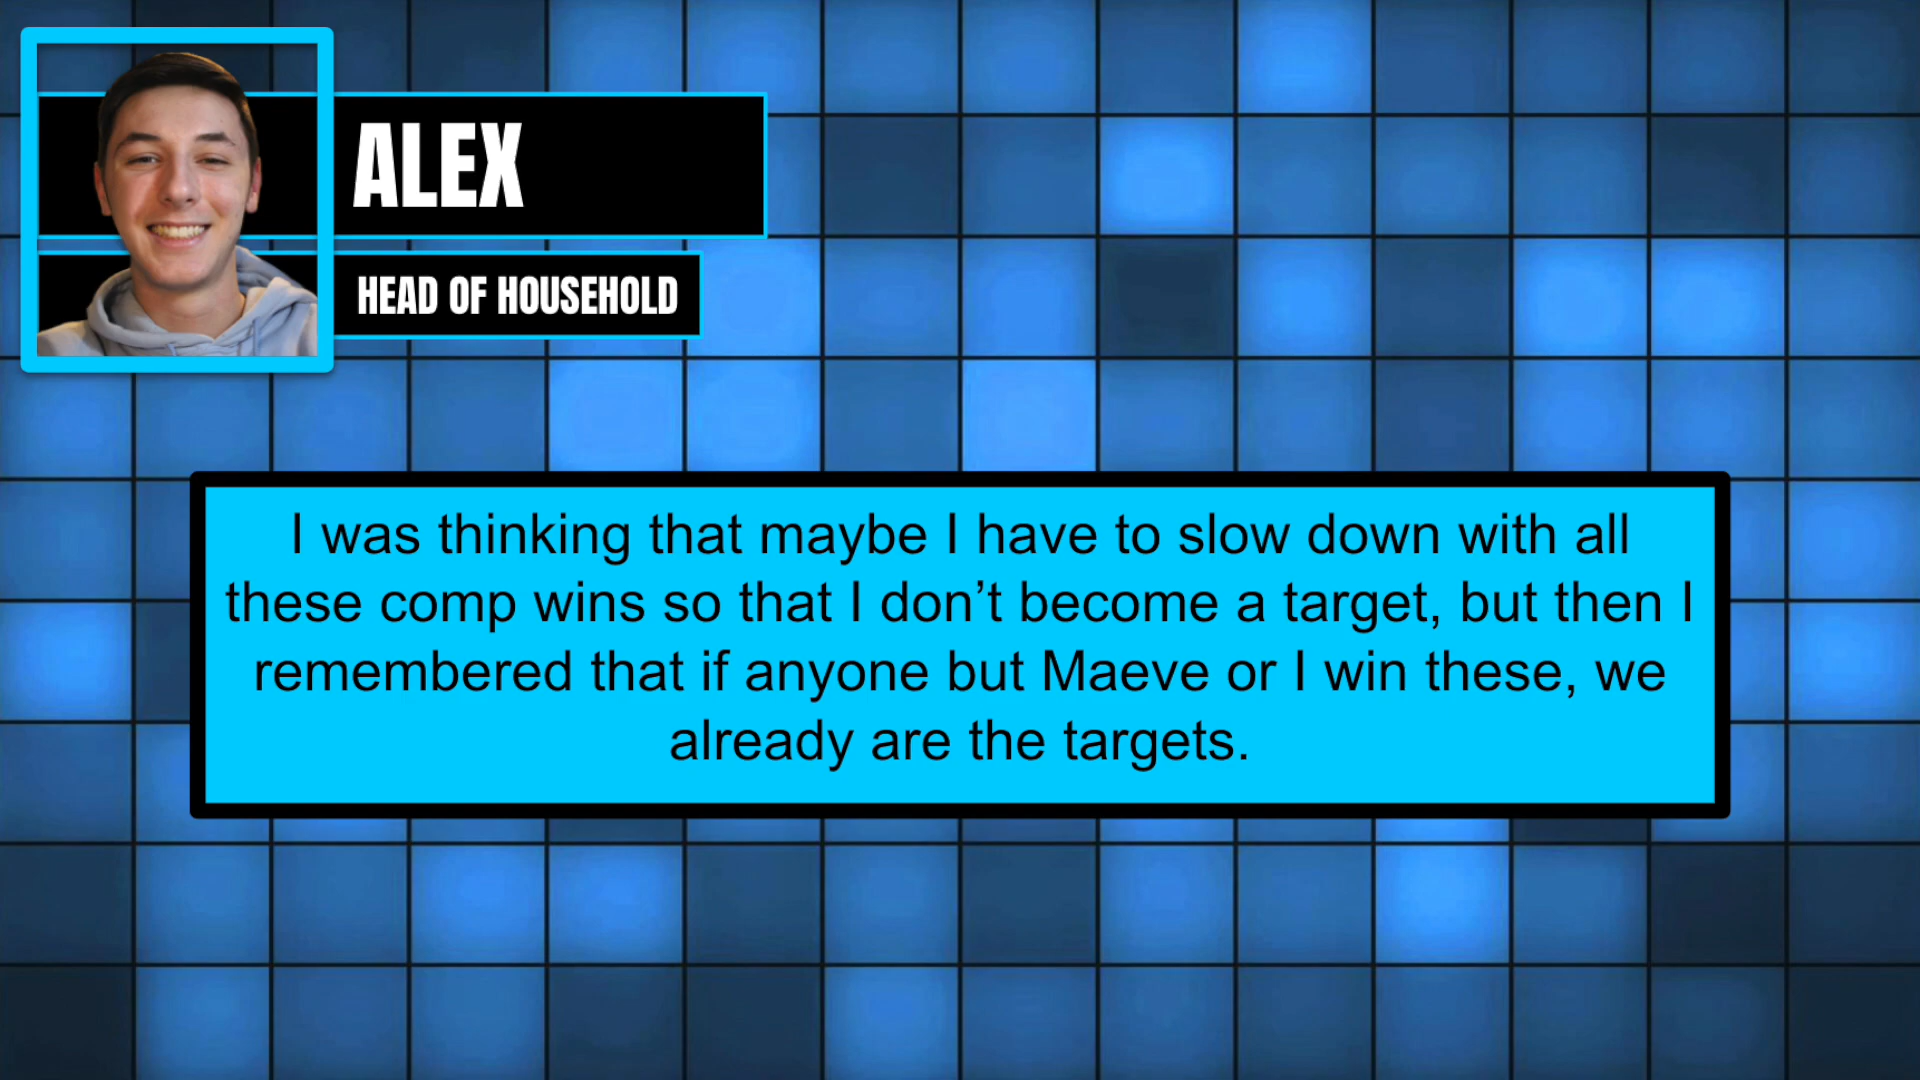 ALEX
HEAD OF HOUSEHOLD
I was thinking that maybe I have to slow down with all
these comp wins so that I don’t become a target, but then I
remembered that if anyone but Maeve or I win these, we
already are the targets.